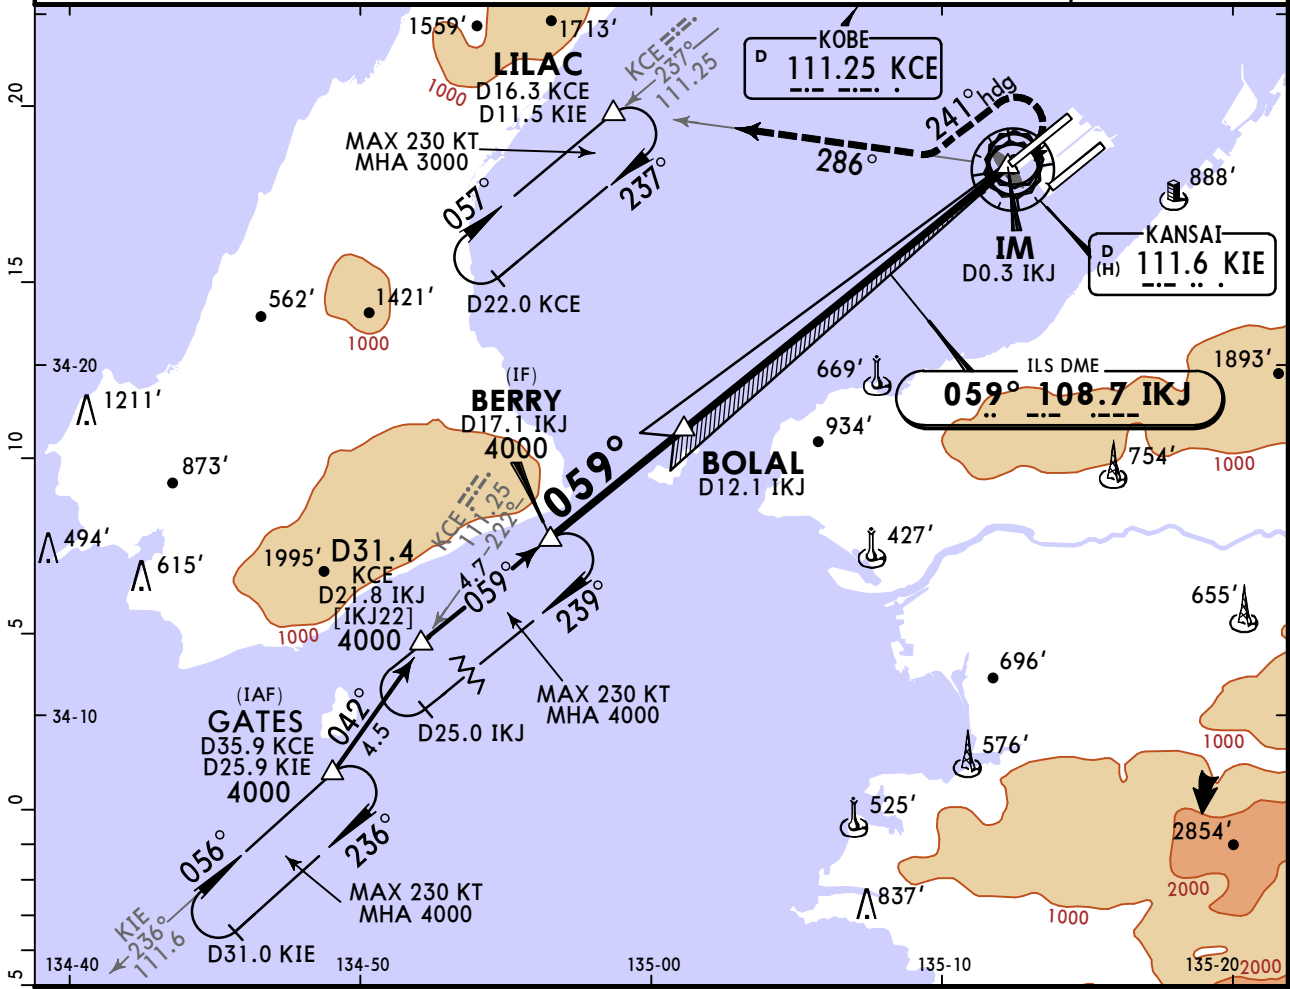 1559′
1713′
1000
LILAC
D16.3 KCE
D11.5 KIE
KCE
237°
111.25
KOBE
D
111.25 KCE
MAX 230 KT
MHA 3000
057°
237°
D22.0 KCE
241° hdg
286°
888′
KANSAI
D
(H)
111.6 KIE
IM
D0.3 IKJ
20
15
10
5
0
5
562′
1421′
1000
34-20
1211′
873′
494′
615′
(IF)
BERRY
D17.1 IKJ
4000
059°
669′
934′
ILS DME
059° 108.7 IKJ
1893′
754′
1000
BOLAL
D12.1 IKJ
KCE
111.25
222°
1995′
D31.4
KCE
D21.8 IKJ
[IKJ22]
4000
1000
4.7
059°
239°
427′
655′
696′
MAX 230 KT
MHA 4000
D25.0 IKJ
(IAF)
GATES
D35.9 KCE
D25.9 KIE
4000
34-10
042°
4.5
576′
525′
1000
2854′
2000
837′
1000
056°
236°
MAX 230 KT
MHA 4000
KIE
236°
111.6
D31.0 KIE
134-40
134-50
135-00
135-10
135-20
2000